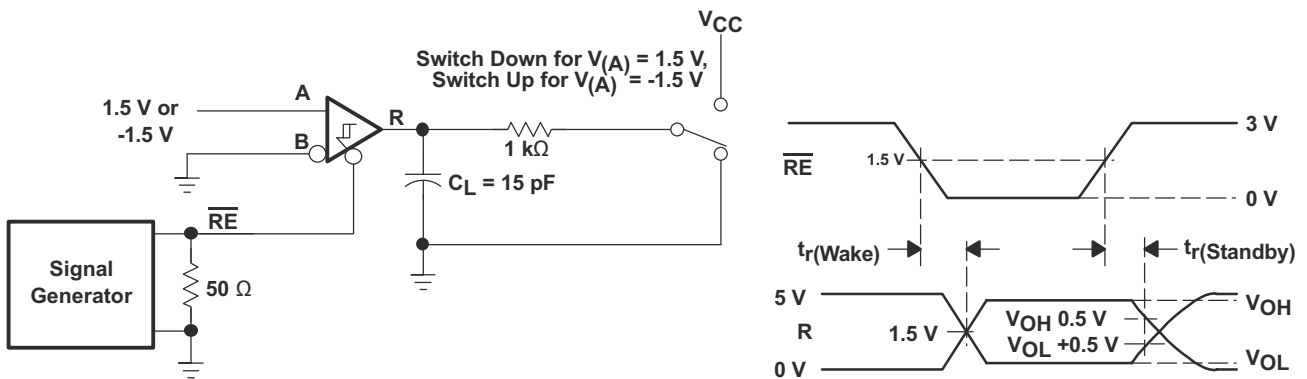 VCC
Switch Down for V(A) = 1.5 V,
Switch Up for V(A) = -1.5 V
A
1.5 V or
-1.5 V
B
R
1 kΩ
CL = 15 pF
RE
Signal
Generator
50 Ω
3 V
1.5 V
RE
0 V
tr(Wake)
tr(Standby)
5 V
VOH
R
1.5 V
VOH 0.5 V
VOL +0.5 V
0 V
VOL